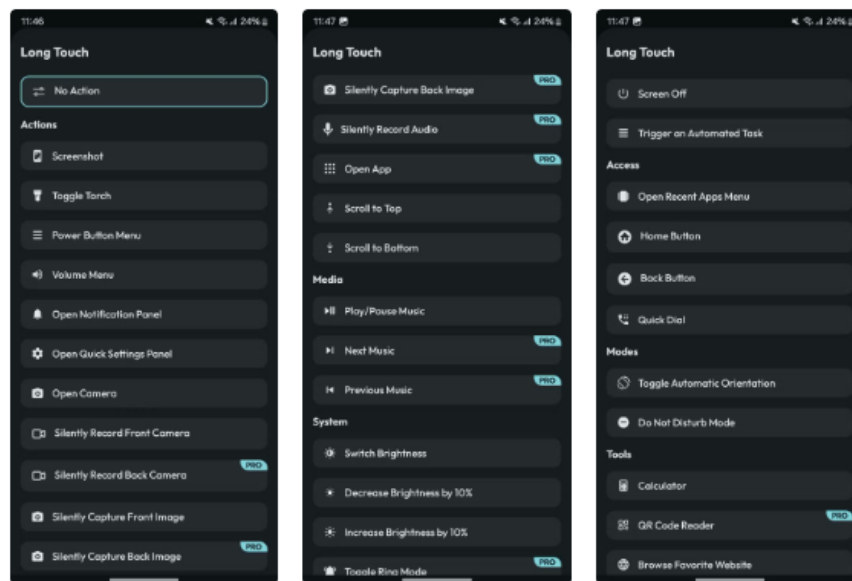 11:46
24%
Long Touch
No Action
Actions
Screenshot
Toggle Torch
Power Button Menu
Volume Menu
Open Notification Panel
Open Quick Settings Panel
Open Camera
Silently Record Front Camera
PRO
Silently Record Back Camera
Silently Capture Front Image
PRO
Silently Capture Back Image
11:47
24%
Long Touch
PRO
Silently Capture Back Image
PRO
Silently Record Audio
PRO
Open App
Scroll to Top
Scroll to Bottom
Media
Play/Pause Music
PRO
Next Music
PRO
Previous Music
System
Switch Brightness
Decrease Brightness by 10%
Increase Brightness by 10%
PRO
Toggle Ring Mode
11:47
24%
Long Touch
Screen Off
Trigger an Automated Task
Access
Open Recent Apps Menu
Home Button
Back Button
Quick Dial
Modes
Toggle Automatic Orientation
Do Not Disturb Mode
Tools
Calculator
PRO
QR Code Reader
Browse Favorite Website